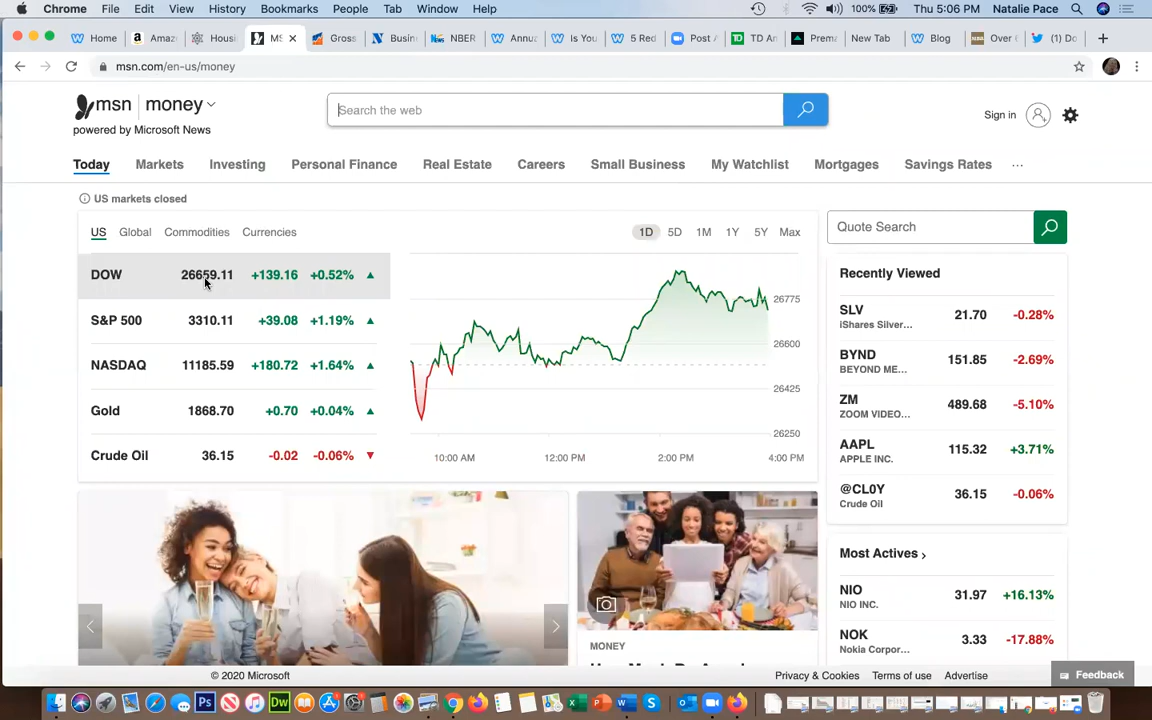 Chrome File Edit View History Bookmarks People Tab Window Help 100% Thu 5:06 PM Natalie Pace
Home Amaz Housi MS Gross Busin NBER Annua is You 5 Red Post A TD An Prema New Tab Blog Over (1) Do
msn.com/en-us/money
msn money
powered by Microsoft News
Search the web
Sign in
Today Markets Investing Personal Finance Real Estate Careers Small Business My Watchlist Mortgages Savings Rates ...
US markets closed
US Global Commodities Currencies
1D 5D 1M 1Y 5Y Max
Quote Search
DOW 26659.11 +139.16 +0.52%
S&P 500 3310.11 +39.08 +1.19%
NASDAQ 11185.59 +180.72 +1.64%
Gold 1868.70 +0.70 +0.04%
Crude Oil 36.15 -0.02 -0.06%
26775
26600
26425
26250
10:00 AM 12:00 PM 2:00 PM 4:00 PM
Recently Viewed
SLV 21.70 -0.28%
iShares Silver...
BYND 151.85 -2.69%
BEYOND ME...
ZM 489.68 -5.10%
ZOOM VIDEO...
AAPL 115.32 +3.71%
APPLE INC.
@CL0Y 36.15 -0.06%
Crude Oil
Most Actives
NIO 31.97 +16.13%
NIO INC.
NOK 3.33 -17.88%
Nokia Corpor...
MONEY
© 2020 Microsoft
Privacy & Cookies Terms of use Advertise
Feedback
Ps
Dw